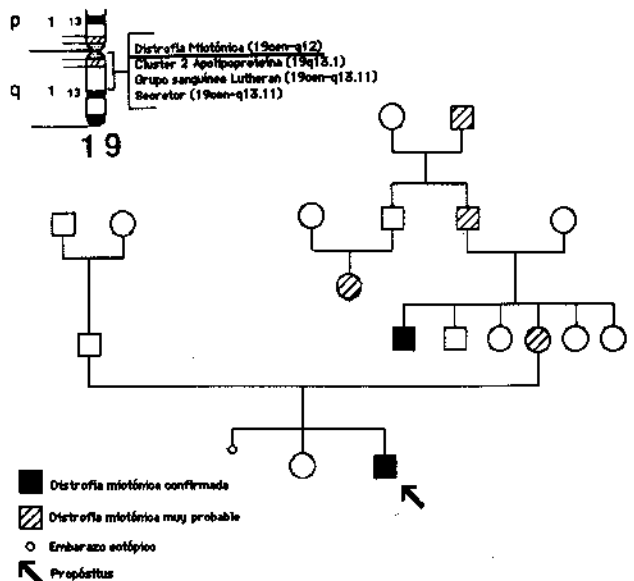 p 1 13
Distrofia Miotónica (19cen-q12)
Cluster 2 Apolipoproteína (19q13.1)
Grupo sanguíneo Lutheran (19cen-q13.11)
Secretor (19cen-q13.11)
q 1 13
19
Distrofia miotónica confirmada
Distrofia miotónica muy probable
Embarazo ectópico
Propósitus